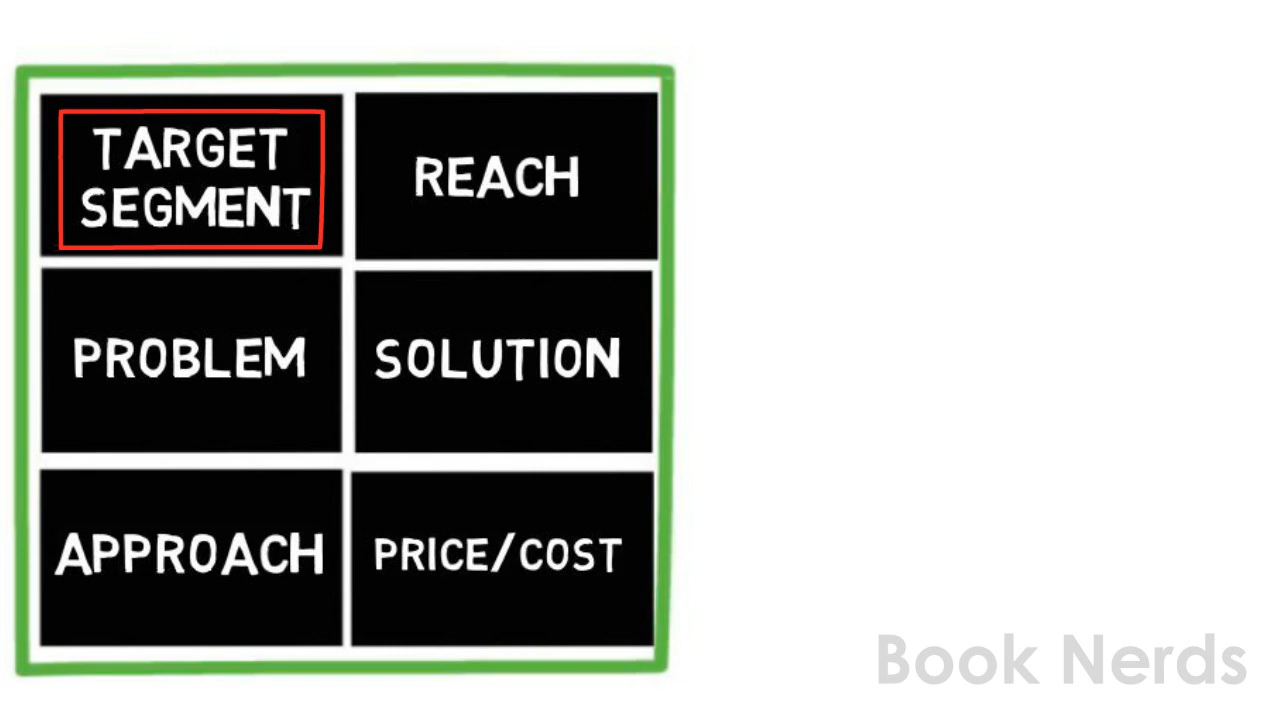 TARGET
SEGMENT
REACH
PROBLEM
SOLUTION
APPROACH
PRICE/COST
Book Nerds